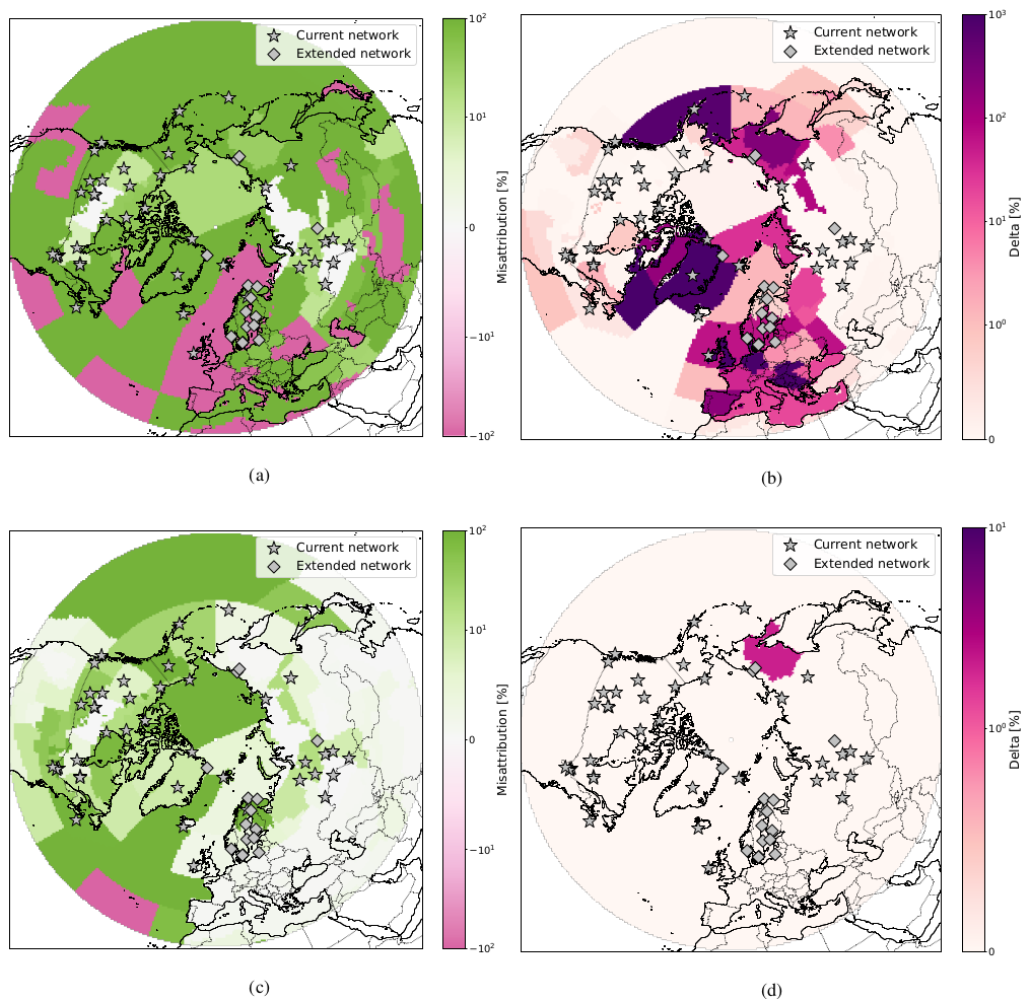 Current network
Extended network
10²
10¹
0
−10¹
−10²
Misattribution [%]
(a)
Current network
Extended network
10³
10²
10¹
10⁰
0
Delta [%]
(b)
Current network
Extended network
10²
10¹
0
−10¹
−10²
Misattribution [%]
(c)
Current network
Extended network
10¹
10⁰
0
Delta [%]
(d)